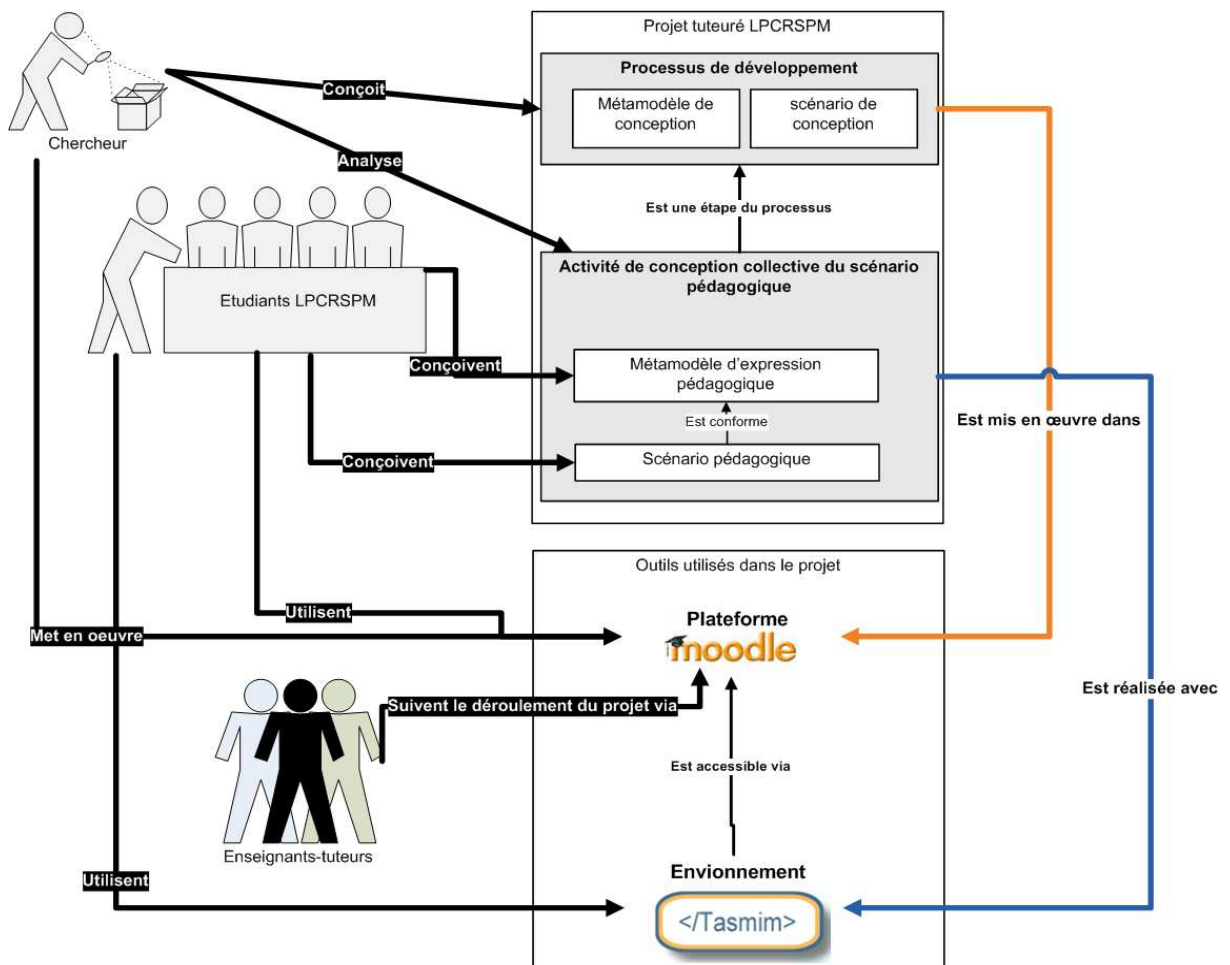 Projet tuteuré LPCRSPM
Processus de développement
Métamodèle de
conception
scénario de
conception
Conçoit
Chercheur
Analyse
Est une étape du processus
Activité de conception collective du scénario
pédagogique
Etudiants LPCRSPM
Conçoivent
Métamodèle d'expression
pédagogique
Est conforme
Est mis en œuvre dans
Conçoivent
Scénario pédagogique
Outils utilisés dans le projet
Utilisent
Plateforme
moodle
Met en oeuvre
Suivent le déroulement du projet via
Est réalisée avec
Est accessible via
Enseignants-tuteurs
Envionnement
Utilisent
</Tasmim>